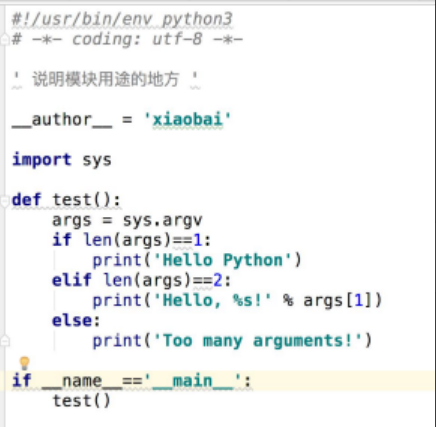 #!/usr/bin/env python3
# -*- coding: utf-8 -*-
' 说明模块用途的地方 '
__author__ = 'xiaobai'
import sys
def test():
    args = sys.argv
    if len(args)==1:
        print('Hello Python')
    elif len(args)==2:
        print('Hello, %s!' % args[1])
    else:
        print('Too many arguments!')
if __name__=='__main__':
    test()